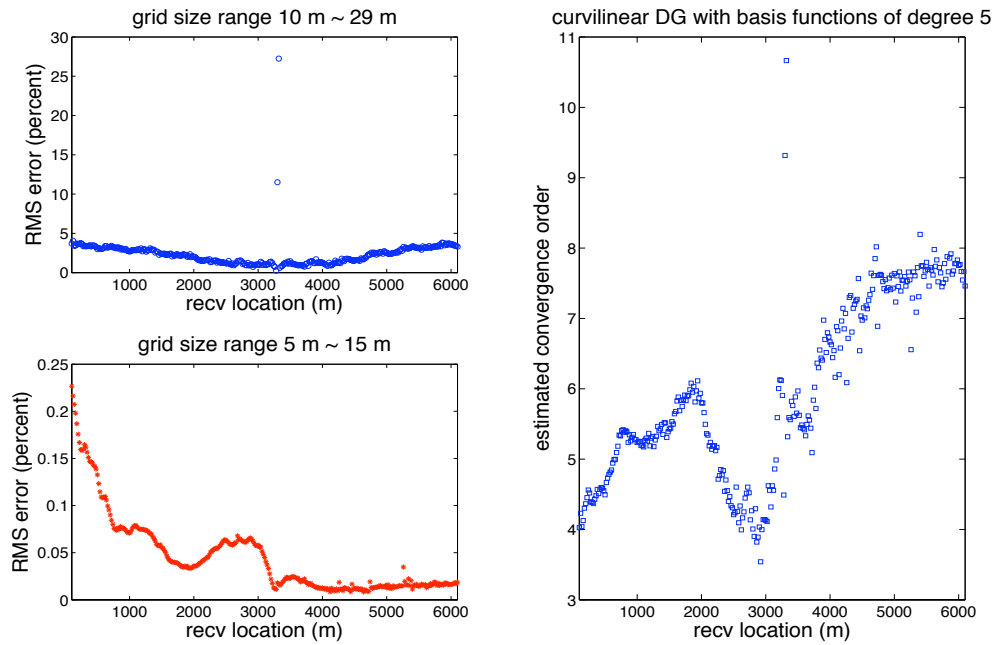 grid size range 10 m ~ 29 m
30
25
20
15
10
5
0
RMS error (percent)
1000 2000 3000 4000 5000 6000
recv location (m)
grid size range 5 m ~ 15 m
0.25
0.2
0.15
0.1
0.05
0
RMS error (percent)
1000 2000 3000 4000 5000 6000
recv location (m)
curvilinear DG with basis functions of degree 5
11
10
9
8
7
6
5
4
3
estimated convergence order
1000 2000 3000 4000 5000 6000
recv location (m)